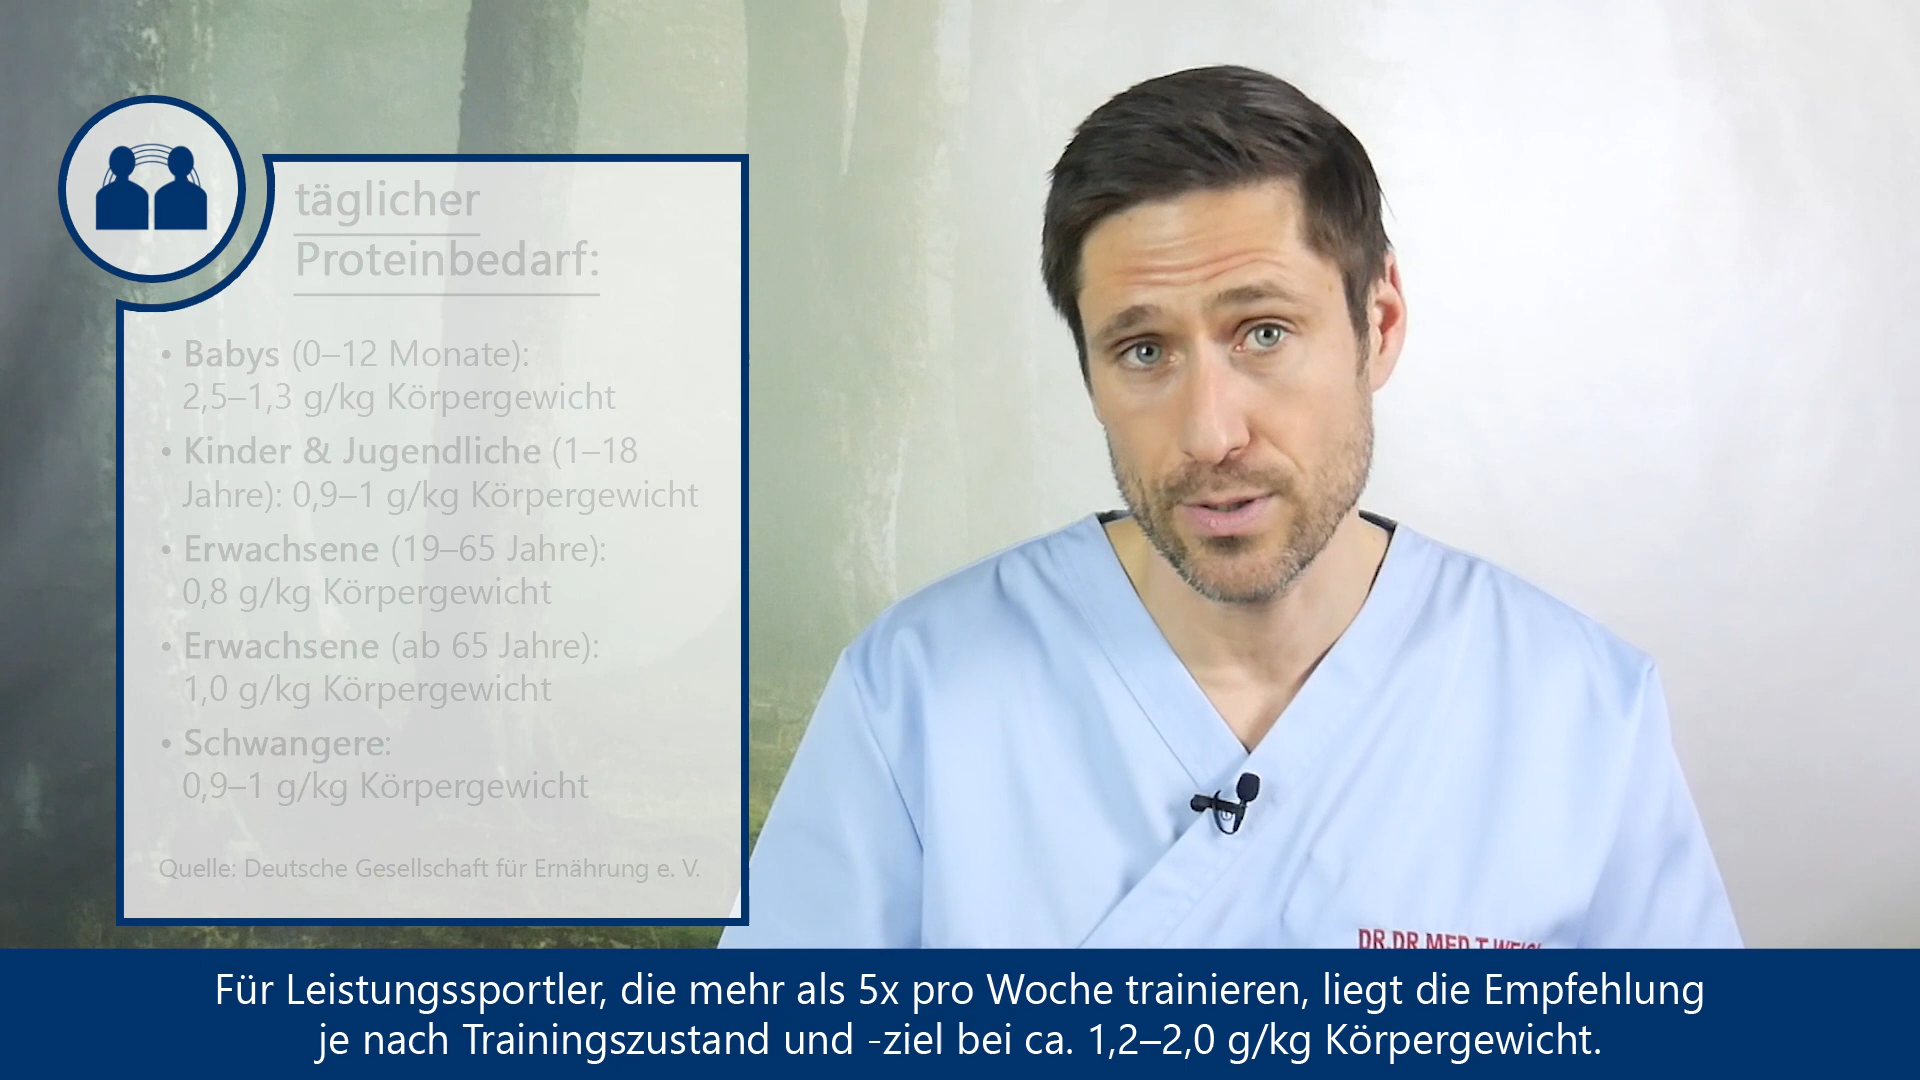 täglicher
Proteinbedarf:
• Babys (0–12 Monate):
2,5–1,3 g/kg Körpergewicht
• Kinder & Jugendliche (1–18
Jahre): 0,9–1 g/kg Körpergewicht
• Erwachsene (19–65 Jahre):
0,8 g/kg Körpergewicht
• Erwachsene (ab 65 Jahre):
1,0 g/kg Körpergewicht
• Schwangere:
0,9–1 g/kg Körpergewicht
Quelle: Deutsche Gesellschaft für Ernährung e. V.
DR.DR.MED.T.
Für Leistungssportler, die mehr als 5x pro Woche trainieren, liegt die Empfehlung
je nach Trainingszustand und -ziel bei ca. 1,2–2,0 g/kg Körpergewicht.